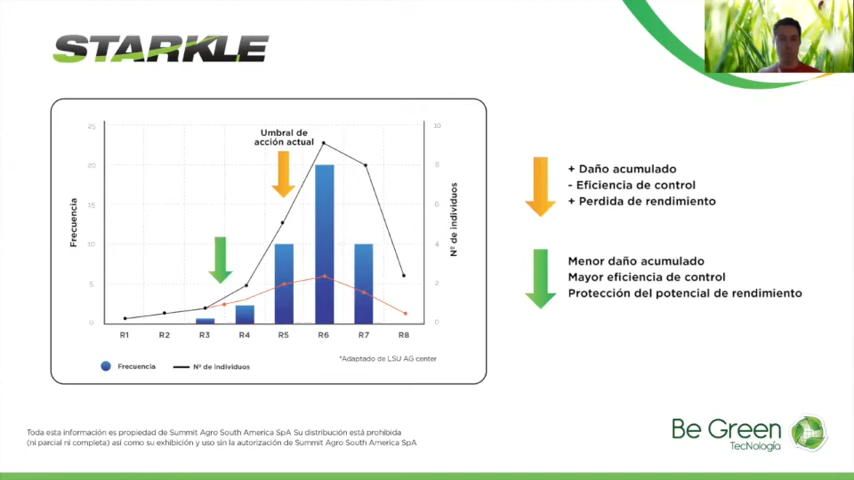 STARKLE
Umbral de
acción actual
Frecuencia
25
20
15
10
5
0
10
8
6
4
2
0
Nº de individuos
R1 R2 R3 R4 R5 R6 R7 R8
Frecuencia Nº de individuos
*Adaptado de LSU AG center
+ Daño acumulado
- Eficiencia de control
+ Perdida de rendimiento
Menor daño acumulado
Mayor eficiencia de control
Protección del potencial de rendimiento
Toda esta información es propiedad de Summit Agro South America SpA Su distribución está prohibida
(ni parcial ni completa) así como su exhibición y uso sin la autorización de Summit Agro South America SpA
Be Green
TecNología